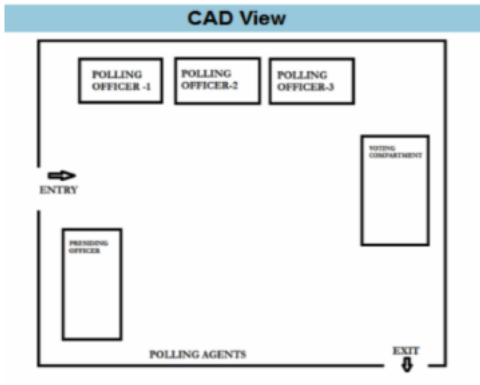 CAD View
POLLING
OFFICER -1
POLLING
OFFICER-2
POLLING
OFFICER-3
VOTING
COMPARTMENT
ENTRY
PRESIDING
OFFICER
POLLING AGENTS
EXIT